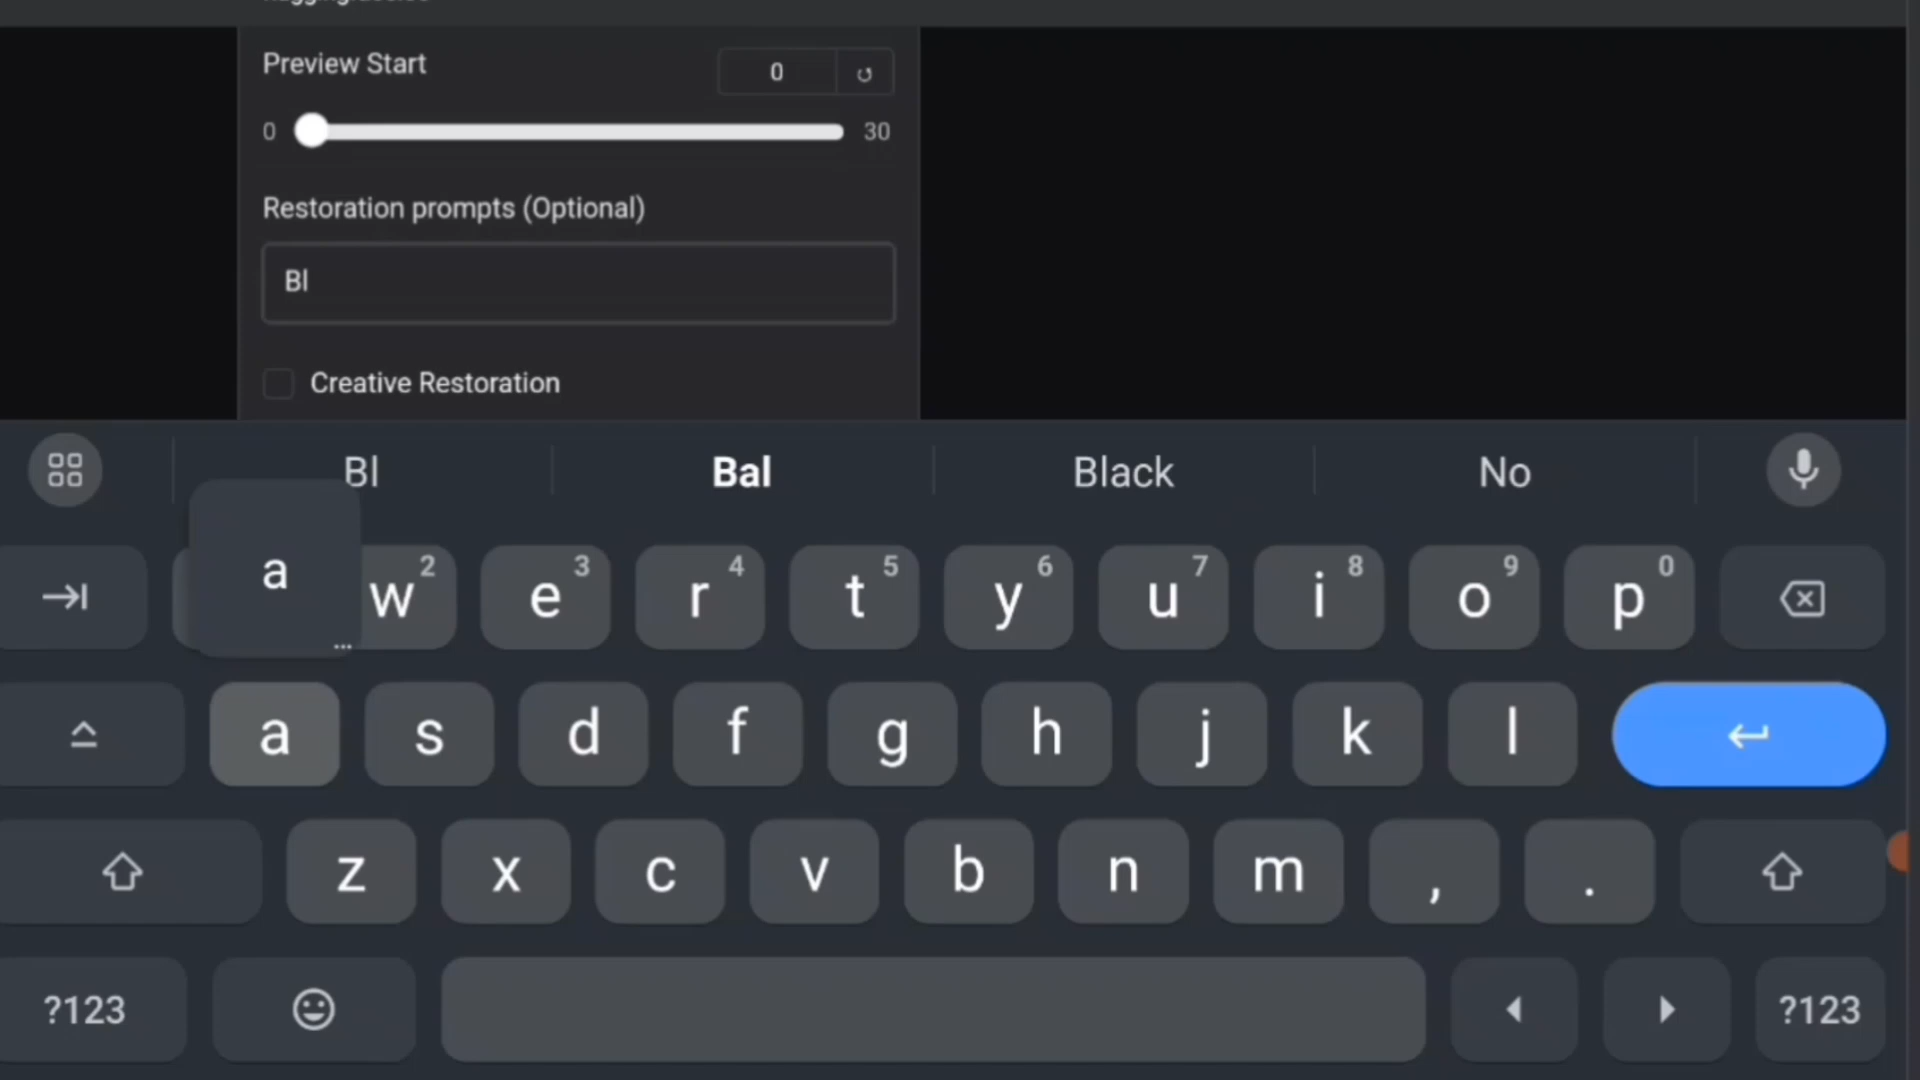 Preview Start
0
0
30
Restoration prompts (Optional)
Bl
Creative Restoration
Bl Bal Black No
a
...
w 2 e 3 r 4 t 5 y 6 u 7 i 8 o 9 p 0
a s d f g h j k l
z x c v b n m , .
?123 ?123